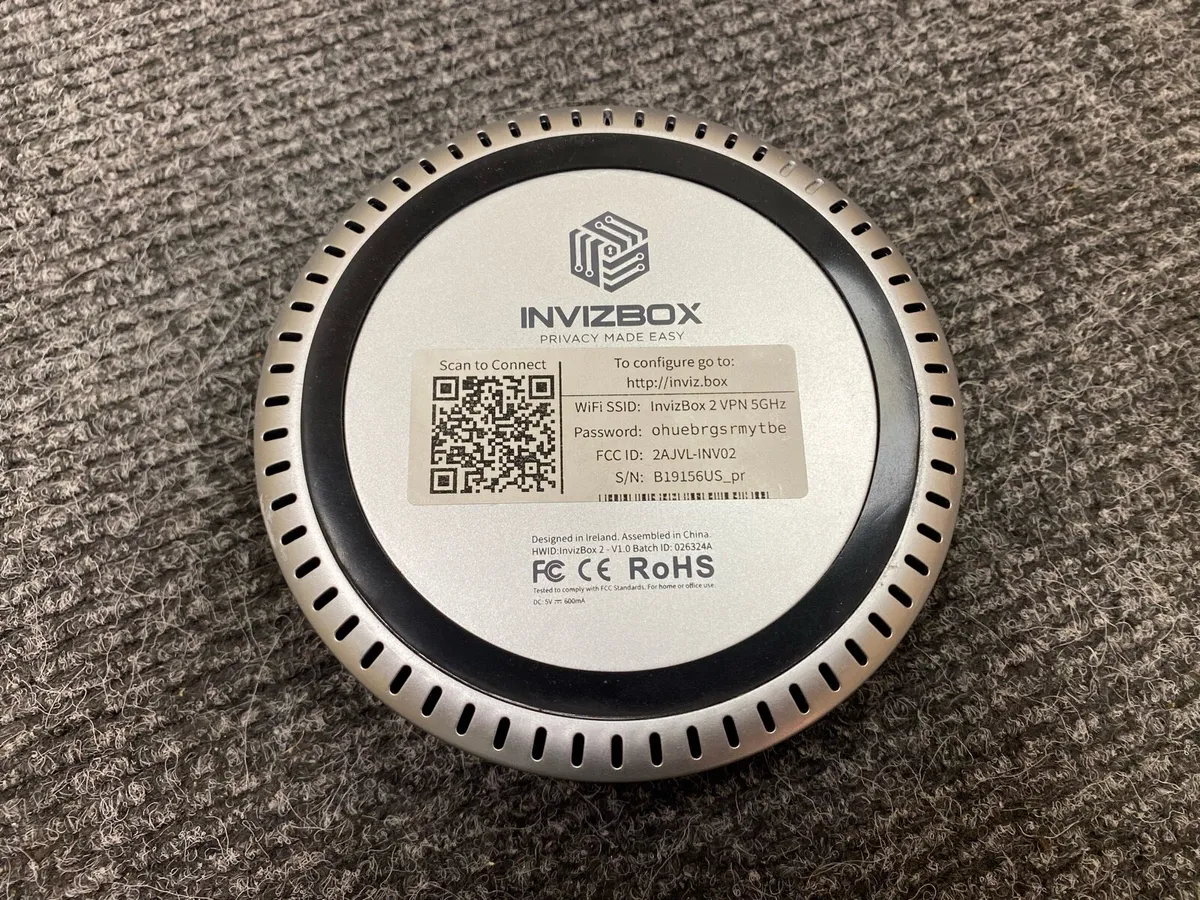 INVIZBOX
PRIVACY MADE EASY
Scan to Connect
To configure go to:
http://inviz.box
WiFi SSID: InvizBox 2 VPN 5GHz
Password: ohuebrgsrmytbe
FCC ID: 2AJVL-INV02
S/N: B19156US_pr
Designed in Ireland. Assembled in China.
HWID:InvizBox 2 - V1.0 Batch ID: 026324A
FC CE RoHS
Tested to comply with FCC Standards. For home or office use
DC: 5V ⎓ 600mA